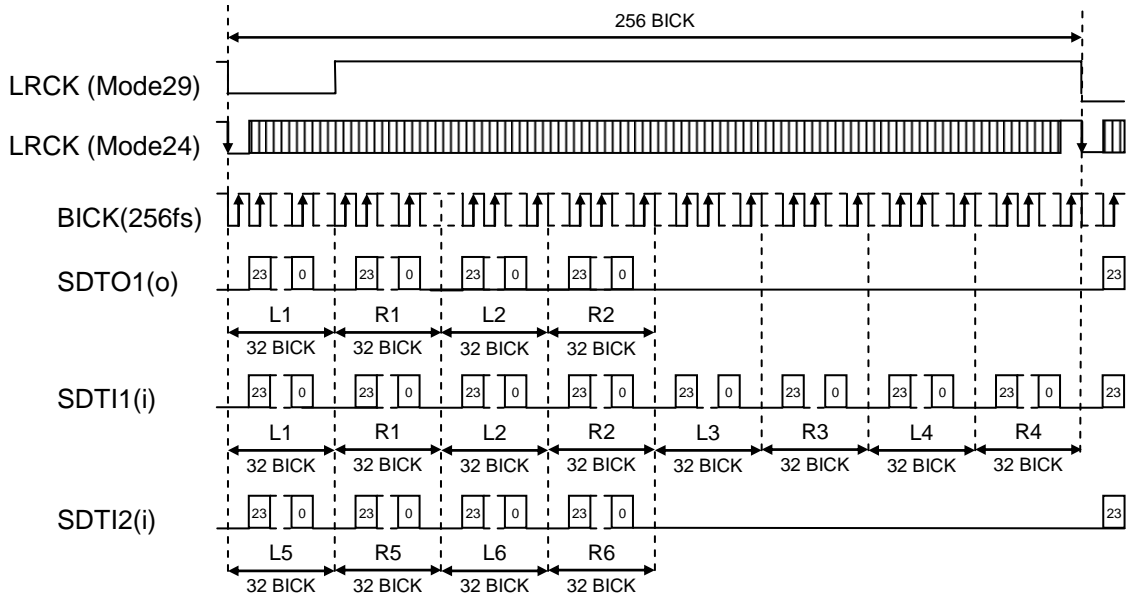 256 BICK
LRCK (Mode29)
LRCK (Mode24)
BICK(256fs)
SDTO1(o)
23 0 23 0 23 0 23 0 23
L1 R1 L2 R2
32 BICK 32 BICK 32 BICK 32 BICK
SDTI1(i)
23 0 23 0 23 0 23 0 23 0 23 0 23 0 23 0 23
L1 R1 L2 R2 L3 R3 L4 R4
32 BICK 32 BICK 32 BICK 32 BICK 32 BICK 32 BICK 32 BICK 32 BICK
SDTI2(i)
23 0 23 0 23 0 23 0 23
L5 R5 L6 R6
32 BICK 32 BICK 32 BICK 32 BICK